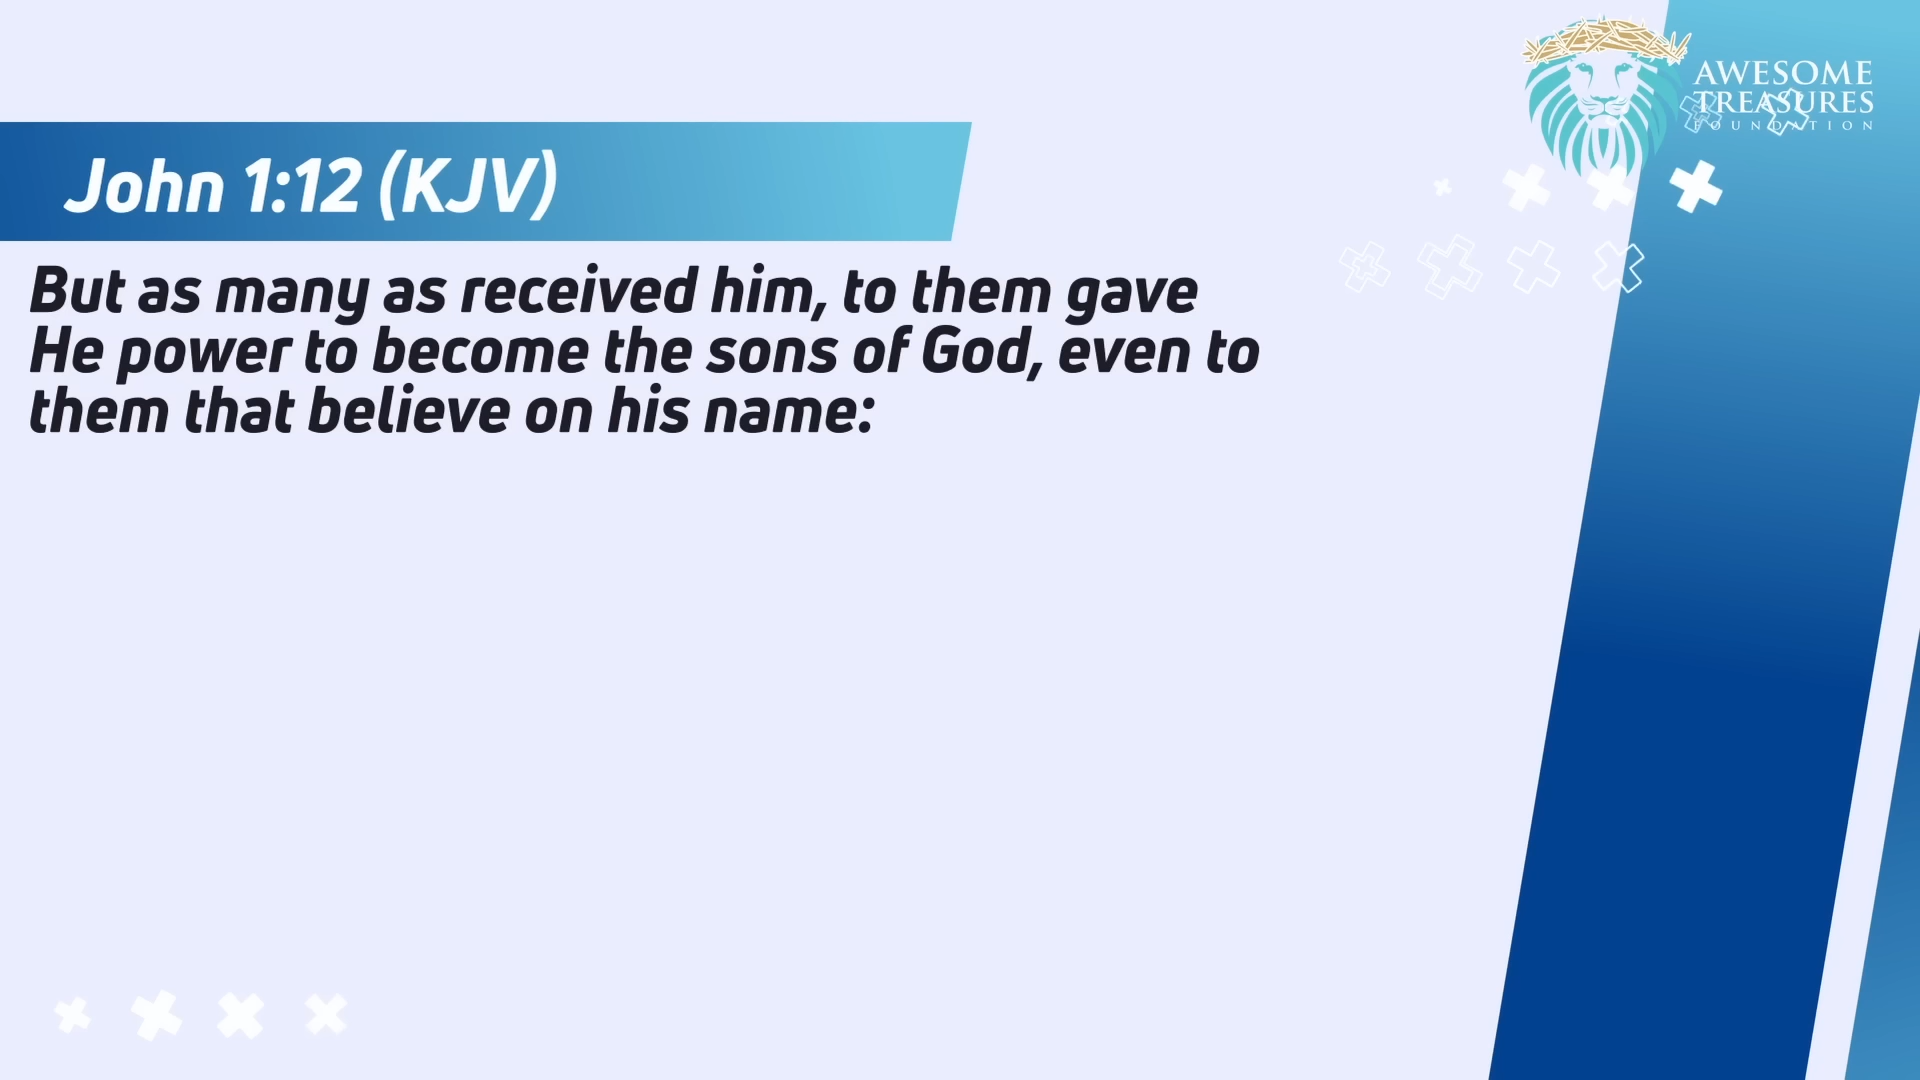 AWESOME
TREASURES
FOUNDATION
John 1:12 (KJV)
But as many as received him, to them gave
He power to become the sons of God, even to
them that believe on his name: